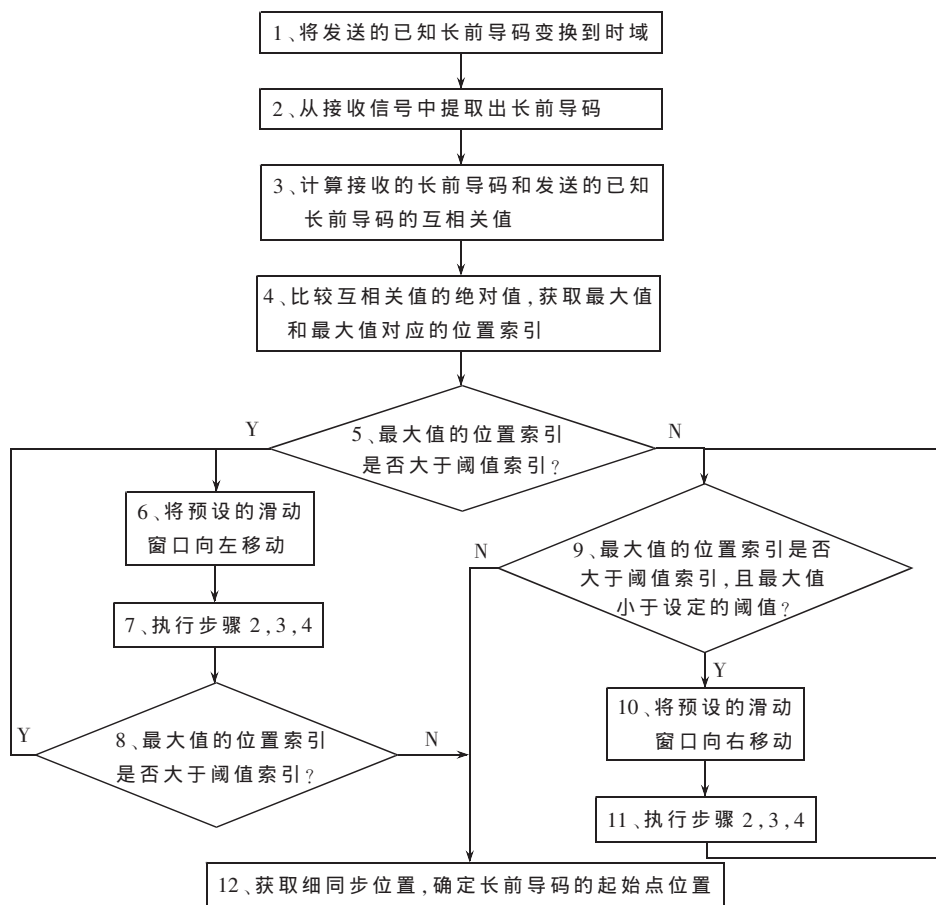 1、将发送的已知长前导码变换到时域
2、从接收信号中提取出长前导码
3、计算接收的长前导码和发送的已知
长前导码的互相关值
4、比较互相关值的绝对值,获取最大值
和最大值对应的位置索引
Y
5、最大值的位置索引
是否大于阈值索引?
N
6、将预设的滑动
窗口向左移动
7、执行步骤2,3,4
Y
8、最大值的位置索引
是否大于阈值索引?
N
N
9、最大值的位置索引是否
大于阈值索引,且最大值
小于设定的阈值?
Y
10、将预设的滑动
窗口向右移动
11、执行步骤2,3,4
12、获取细同步位置,确定长前导码的起始点位置